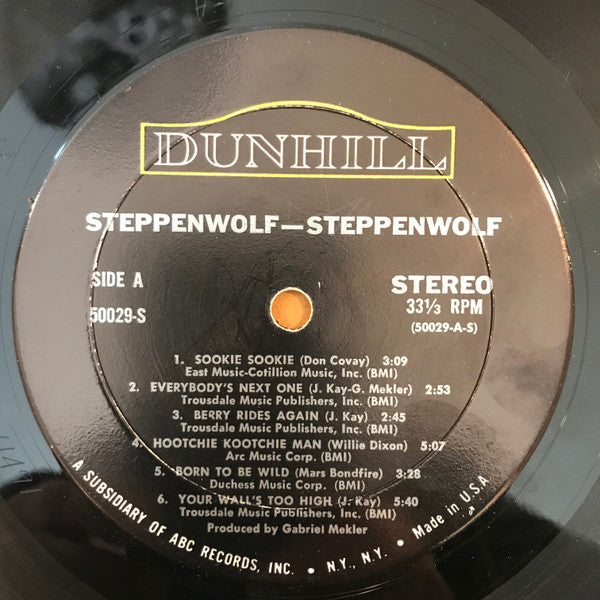 DUNHILL
STEPPENWOLF—STEPPENWOLF
SIDE A
50029-S
STEREO
33⅓ RPM
(50029-A-S)
1. SOOKIE SOOKIE (Don Covay) 3:09
East Music-Cotillion Music, Inc. (BMI)
2. EVERYBODY'S NEXT ONE (J. Kay-G. Mekler) 2:53
Trousdale Music Publishers, Inc. (BMI)
3. BERRY RIDES AGAIN (J. Kay) 2:45
Trousdale Music Publishers, Inc. (BMI)
4. HOOTCHIE KOOTCHIE MAN (Willie Dixon) 5:07
Arc Music Corp. (BMI)
5. BORN TO BE WILD (Mars Bondfire) 3:28
Duchess Music Corp. (BMI)
6. YOUR WALL'S TOO HIGH (J. Kay) 5:40
Trousdale Music Publishers, Inc. (BMI)
Produced by Gabriel Mekler
A SUBSIDIARY OF ABC RECORDS, INC. • N.Y., N.Y. • Made in U.S.A